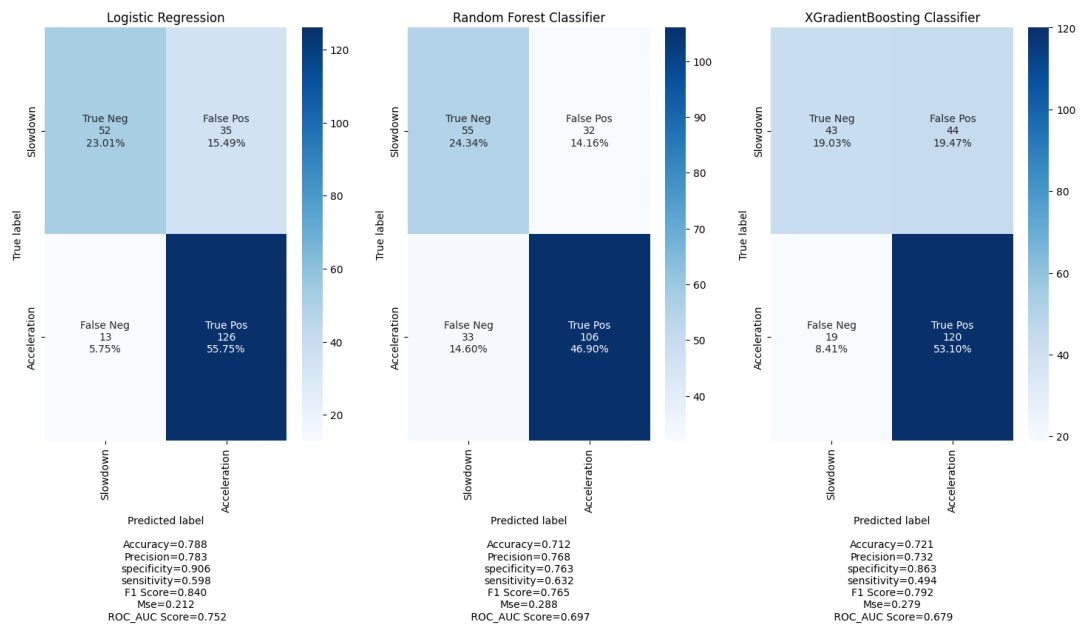 Logistic Regression
True Neg
52
23.01%
False Pos
35
15.49%
False Neg
13
5.75%
True Pos
126
55.75%
Slowdown
Acceleration
True label
Slowdown
Acceleration
Predicted label
120
100
80
60
40
20
Accuracy=0.788
Precision=0.783
specificity=0.906
sensitivity=0.598
F1 Score=0.840
Mse=0.212
ROC_AUC Score=0.752
Random Forest Classifier
True Neg
55
24.34%
False Pos
32
14.16%
False Neg
33
14.60%
True Pos
106
46.90%
Slowdown
Acceleration
True label
Slowdown
Acceleration
Predicted label
100
90
80
70
60
50
40
Accuracy=0.712
Precision=0.768
specificity=0.763
sensitivity=0.632
F1 Score=0.765
Mse=0.288
ROC_AUC Score=0.697
XGradientBoosting Classifier
True Neg
43
19.03%
False Pos
44
19.47%
False Neg
19
8.41%
True Pos
120
53.10%
Slowdown
Acceleration
True label
Slowdown
Acceleration
Predicted label
120
100
80
60
40
20
Accuracy=0.721
Precision=0.732
specificity=0.863
sensitivity=0.494
F1 Score=0.792
Mse=0.279
ROC_AUC Score=0.679